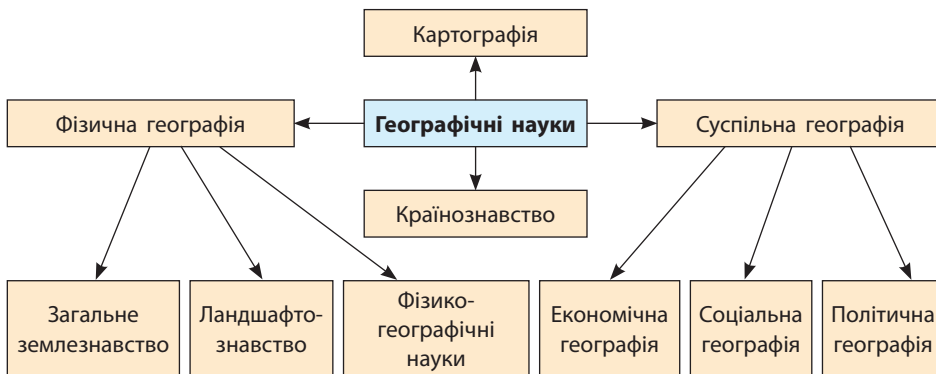 Картографія
Фізична географія
Географічні науки
Суспільна географія
Країнознавство
Загальне
землезнавство
Ландшафто-
знавство
Фізико-
географічні
науки
Економічна
географія
Соціальна
географія
Політична
географія